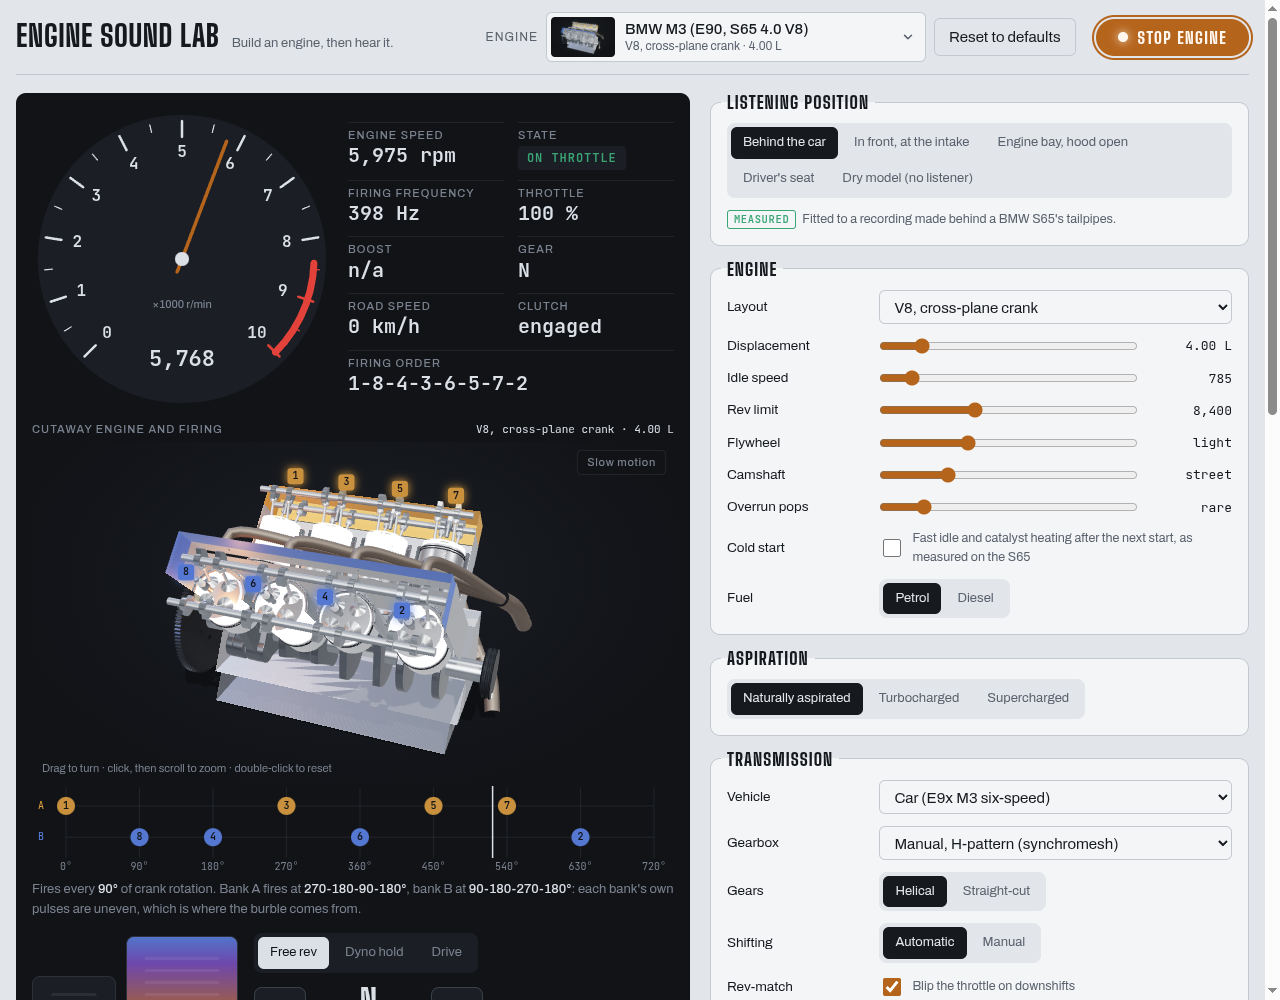 ENGINE SOUND LAB
Build an engine, then hear it.
ENGINE
BMW M3 (E90, S65 4.0 V8)
V8, cross-plane crank · 4.00 L
Reset to defaults
STOP ENGINE
0
1
2
3
4
5
6
7
8
9
10
×1000 r/min
5,768
ENGINE SPEED
5,975 rpm
STATE
ON THROTTLE
FIRING FREQUENCY
398 Hz
THROTTLE
100 %
BOOST
n/a
GEAR
N
ROAD SPEED
0 km/h
CLUTCH
engaged
FIRING ORDER
1-8-4-3-6-5-7-2
CUTAWAY ENGINE AND FIRING
V8, cross-plane crank · 4.00 L
Slow motion
1
3
5
7
8
6
4
2
Drag to turn · click, then scroll to zoom · double-click to reset
A
1
3
5
7
B
8
4
6
2
0°
90°
180°
270°
360°
450°
540°
630°
720°
Fires every 90° of crank rotation. Bank A fires at 270-180-90-180°, bank B at 90-180-270-180°: each bank's own
pulses are uneven, which is where the burble comes from.
Free rev
Dyno hold
Drive
N
LISTENING POSITION
Behind the car
In front, at the intake
Engine bay, hood open
Driver's seat
Dry model (no listener)
MEASURED
Fitted to a recording made behind a BMW S65's tailpipes.
ENGINE
Layout
V8, cross-plane crank
Displacement
4.00 L
Idle speed
785
Rev limit
8,400
Flywheel
light
Camshaft
street
Overrun pops
rare
Cold start
Fast idle and catalyst heating after the next start, as
measured on the S65
Fuel
Petrol
Diesel
ASPIRATION
Naturally aspirated
Turbocharged
Supercharged
TRANSMISSION
Vehicle
Car (E9x M3 six-speed)
Gearbox
Manual, H-pattern (synchromesh)
Gears
Helical
Straight-cut
Shifting
Automatic
Manual
Rev-match
Blip the throttle on downshifts